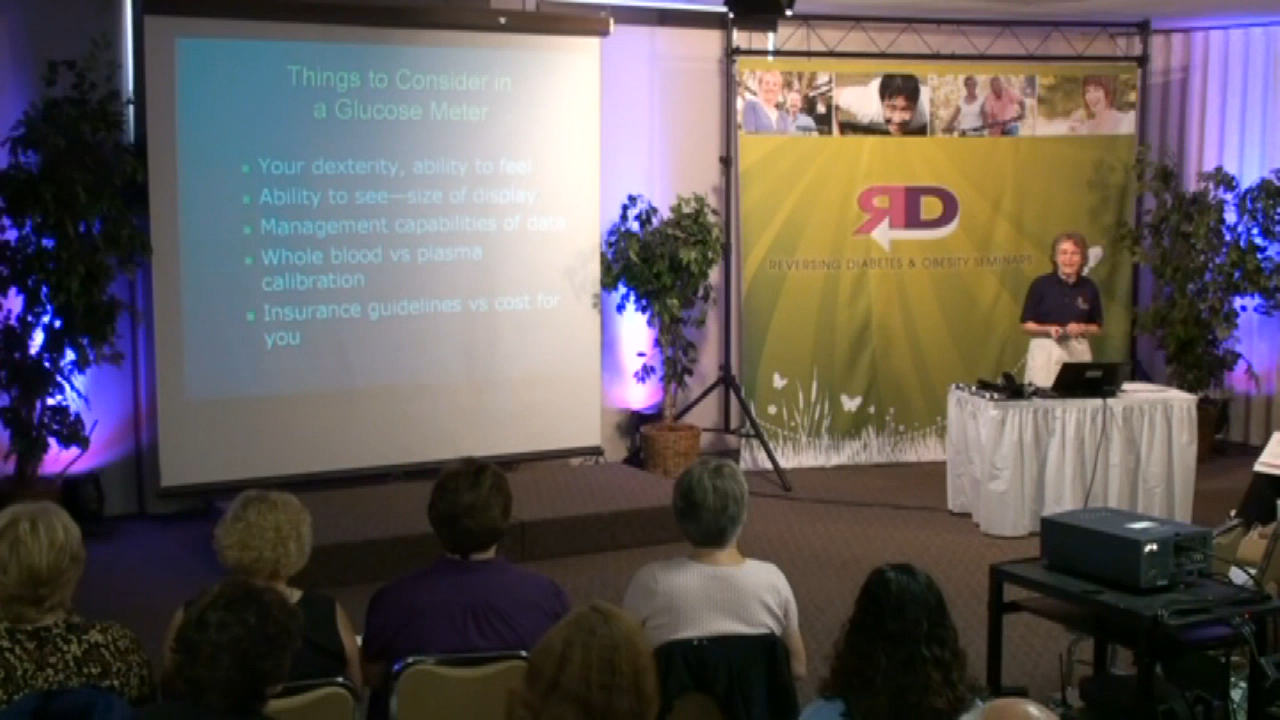 Things to Consider in
a Glucose Meter
Your dexterity, ability to feel
Ability to see—size of display
Management capabilities of data
Whole blood vs plasma
calibration
Insurance guidelines vs cost for
you
RD
REVERSING DIABETES & OBESITY SEMINARS